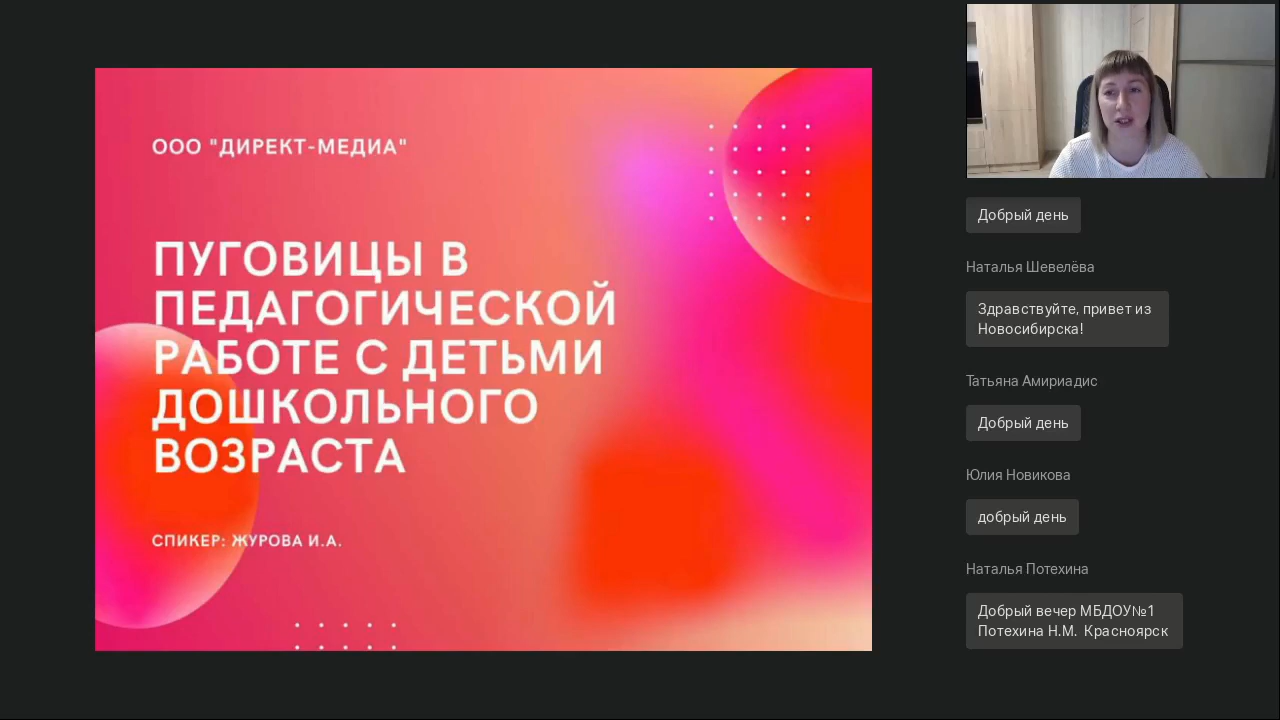 ООО "ДИРЕКТ-МЕДИА"
ПУГОВИЦЫ В
ПЕДАГОГИЧЕСКОЙ
РАБОТЕ С ДЕТЬМИ
ДОШКОЛЬНОГО
ВОЗРАСТА
СПИКЕР: ЖУРОВА И.А.
Добрый день
Наталья Шевелёва
Здравствуйте, привет из
Новосибирска!
Татьяна Амириадис
Добрый день
Юлия Новикова
добрый день
Наталья Потехина
Добрый вечер МБДОУ№1
Потехина Н.М. Красноярск